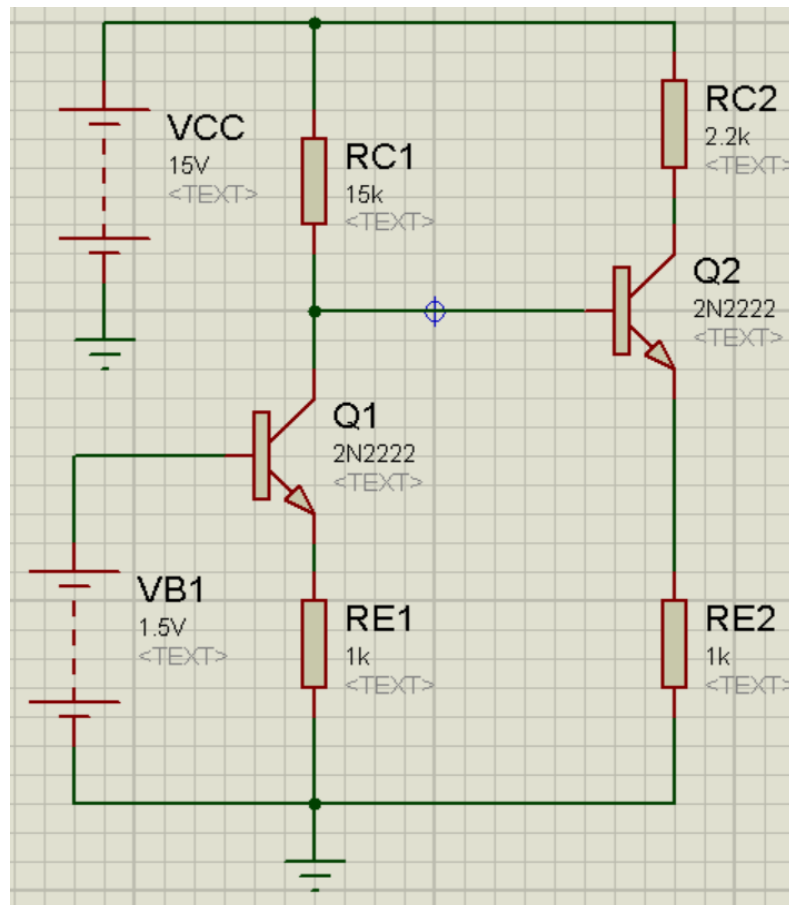 VCC
15V
<TEXT>
RC1
15k
<TEXT>
RC2
2.2k
<TEXT>
Q2
2N2222
<TEXT>
Q1
2N2222
<TEXT>
VB1
1.5V
<TEXT>
RE1
1k
<TEXT>
RE2
1k
<TEXT>